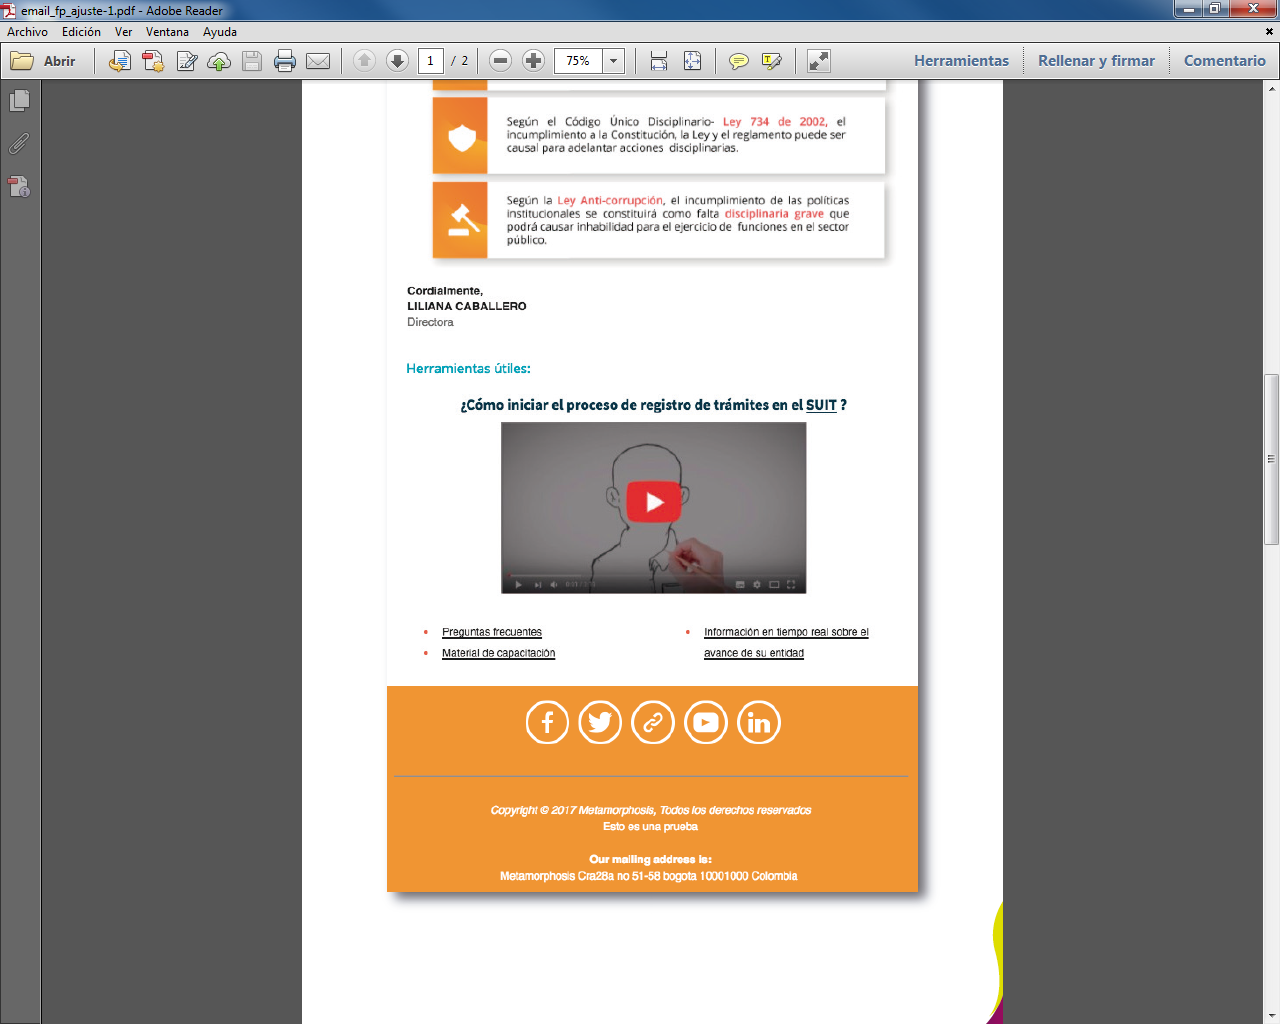 email_fp_ajuste-1.pdf - Adobe Reader
Archivo Edición Ver Ventana Ayuda
Abrir 1 / 2 75% Herramientas Rellenar y firmar Comentario
Según el Código Único Disciplinario- Ley 734 de 2002, el
incumplimiento a la Constitución, la Ley y el reglamento puede ser
causal para adelantar acciones disciplinarias.
Según la Ley Anti-corrupción, el incumplimiento de las políticas
institucionales se constituirá como falta disciplinaria grave que
podrá causar inhabilidad para el ejercicio de funciones en el sector
público.
Cordialmente,
LILIANA CABALLERO
Directora
Herramientas útiles:
¿Cómo iniciar el proceso de registro de trámites en el SUIT ?
Preguntas frecuentes
Material de capacitación
Información en tiempo real sobre el
avance de su entidad
Copyright © 2017 Metamorphosis, Todos los derechos reservados
Esto es una prueba
Our mailing address is:
Metamorphosis Cra28a no 51-58 bogota 10001000 Colombia